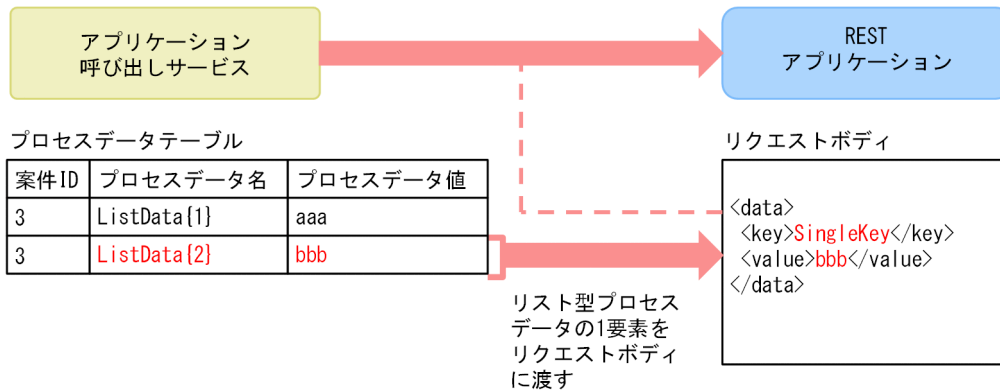 アプリケーション
呼び出しサービス
REST
アプリケーション
プロセスデータテーブル
案件ID プロセスデータ名 プロセスデータ値
3 ListData{1} aaa
3 ListData{2} bbb
リクエストボディ
<data>
<key>SingleKey</key>
<value>bbb</value>
</data>
リスト型プロセス
データの1要素を
リクエストボディ
に渡す